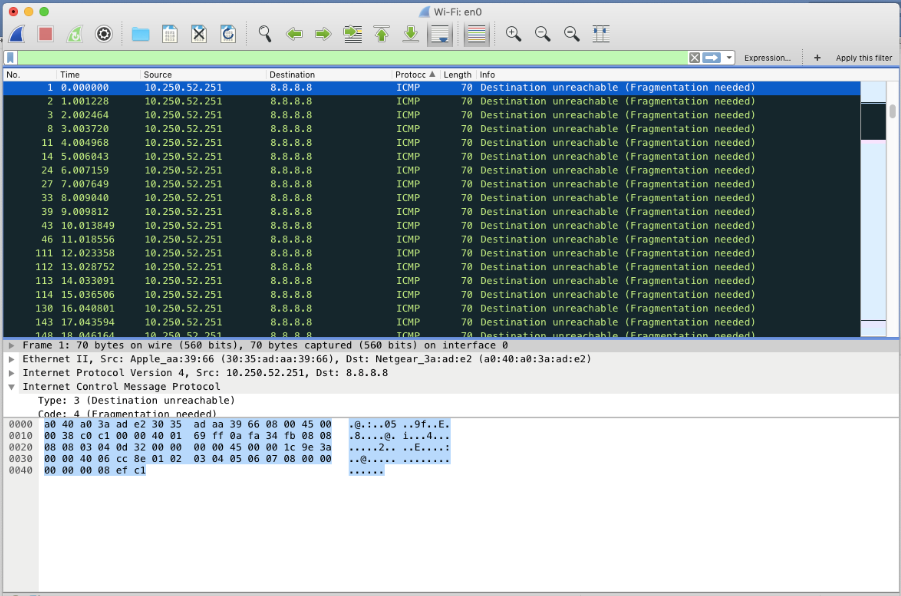 Wi-Fi: en0
Expression... + Apply this filter
No. Time Source Destination Protocc Length Info
1 0.000000 10.250.52.251 8.8.8.8 ICMP 70 Destination unreachable (Fragmentation needed)
2 1.001228 10.250.52.251 8.8.8.8 ICMP 70 Destination unreachable (Fragmentation needed)
3 2.002464 10.250.52.251 8.8.8.8 ICMP 70 Destination unreachable (Fragmentation needed)
8 3.003720 10.250.52.251 8.8.8.8 ICMP 70 Destination unreachable (Fragmentation needed)
11 4.004968 10.250.52.251 8.8.8.8 ICMP 70 Destination unreachable (Fragmentation needed)
14 5.006043 10.250.52.251 8.8.8.8 ICMP 70 Destination unreachable (Fragmentation needed)
24 6.007159 10.250.52.251 8.8.8.8 ICMP 70 Destination unreachable (Fragmentation needed)
27 7.007649 10.250.52.251 8.8.8.8 ICMP 70 Destination unreachable (Fragmentation needed)
33 8.009040 10.250.52.251 8.8.8.8 ICMP 70 Destination unreachable (Fragmentation needed)
39 9.009812 10.250.52.251 8.8.8.8 ICMP 70 Destination unreachable (Fragmentation needed)
43 10.013849 10.250.52.251 8.8.8.8 ICMP 70 Destination unreachable (Fragmentation needed)
46 11.018556 10.250.52.251 8.8.8.8 ICMP 70 Destination unreachable (Fragmentation needed)
111 12.023358 10.250.52.251 8.8.8.8 ICMP 70 Destination unreachable (Fragmentation needed)
112 13.028752 10.250.52.251 8.8.8.8 ICMP 70 Destination unreachable (Fragmentation needed)
113 14.033091 10.250.52.251 8.8.8.8 ICMP 70 Destination unreachable (Fragmentation needed)
114 15.036506 10.250.52.251 8.8.8.8 ICMP 70 Destination unreachable (Fragmentation needed)
130 16.040801 10.250.52.251 8.8.8.8 ICMP 70 Destination unreachable (Fragmentation needed)
143 17.043594 10.250.52.251 8.8.8.8 ICMP 70 Destination unreachable (Fragmentation needed)
148 18.046164 10.250.52.251 8.8.8.8 ICMP 70 Destination unreachable (Fragmentation needed)
Frame 1: 70 bytes on wire (560 bits), 70 bytes captured (560 bits) on interface 0
Ethernet II, Src: Apple_aa:39:66 (30:35:ad:aa:39:66), Dst: Netgear_3a:ad:e2 (a0:40:a0:3a:ad:e2)
Internet Protocol Version 4, Src: 10.250.52.251, Dst: 8.8.8.8
Internet Control Message Protocol
Type: 3 (Destination unreachable)
Code: 4 (Fragmentation needed)
0000 a0 40 a0 3a ad e2 30 35 ad aa 39 66 08 00 45 00 .@.:..05 ..9f..E.
0010 00 38 c0 c1 00 00 40 01 69 ff 0a fa 34 fb 08 08 .8....@. i...4...
0020 08 08 03 04 0d 32 00 00 00 00 45 00 00 1c 9e 3a .....2.. ..E....:
0030 00 00 40 06 cc 8e 01 02 03 04 05 06 07 08 00 00 ..@..... ........
0040 00 00 00 08 ef c1 ......